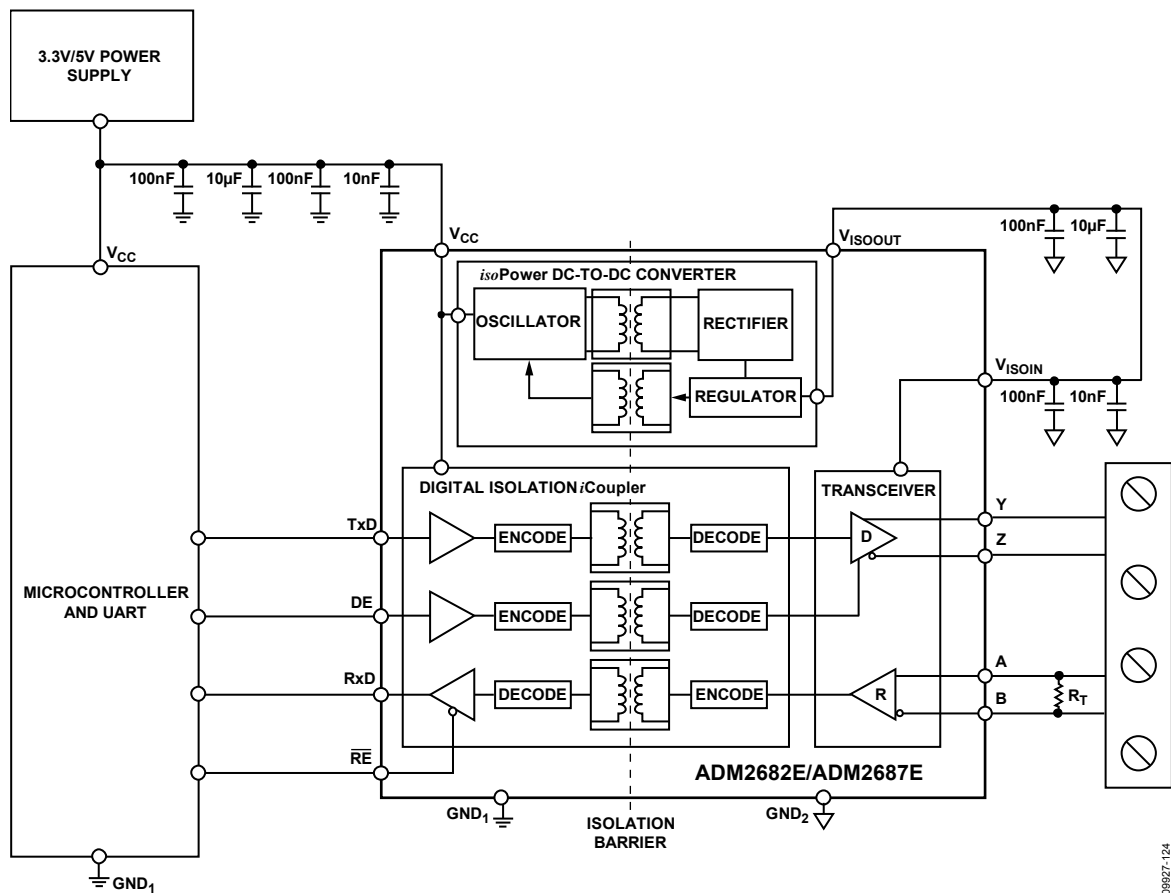 3.3V/5V POWER
SUPPLY
100nF
10µF
100nF
10nF
VCC
VCC
VISOOUT
100nF
10µF
isoPower DC-TO-DC CONVERTER
OSCILLATOR
RECTIFIER
REGULATOR
VISOIN
100nF
10nF
DIGITAL ISOLATION iCoupler
TRANSCEIVER
TxD
ENCODE
DECODE
D
Y
Z
MICROCONTROLLER
AND UART
DE
ENCODE
DECODE
RxD
DECODE
ENCODE
R
A
B
RT
RE
ADM2682E/ADM2687E
GND1
ISOLATION
BARRIER
GND2
GND1
09927-124